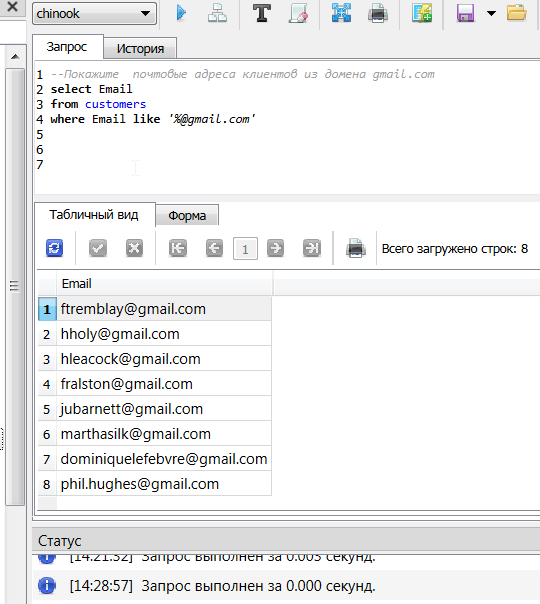 chinook
Запрос История
1 --Покажите  почтовые адреса клиентов из домена gmail.com
2 select Email
3 from customers
4 where Email like '%@gmail.com'
5
6
7
Табличный вид Форма
1 Всего загружено строк: 8
Email
1 ftremblay@gmail.com
2 hholy@gmail.com
3 hleacock@gmail.com
4 fralston@gmail.com
5 jubarnett@gmail.com
6 marthasilk@gmail.com
7 dominiquelefebvre@gmail.com
8 phil.hughes@gmail.com
Статус
[14:21:32] Запрос выполнен за 0.003 секунд.
[14:28:57] Запрос выполнен за 0.000 секунд.